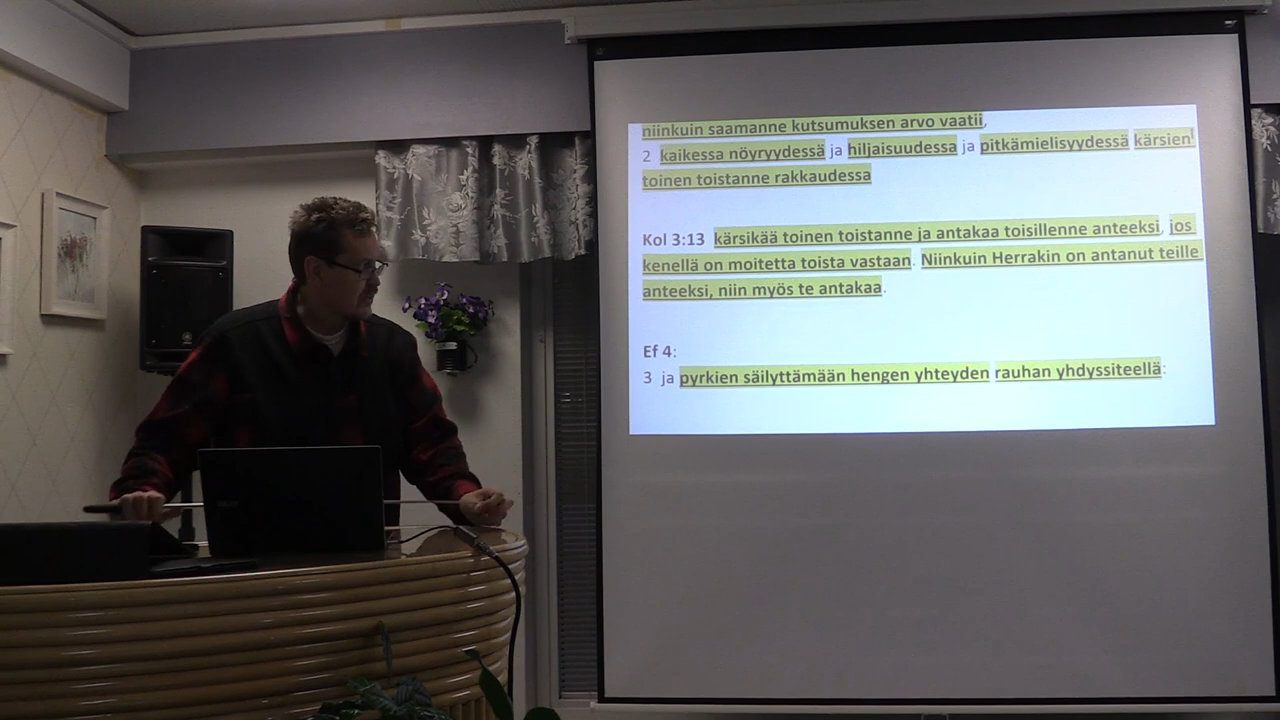 niinkuin saamanne kutsumuksen arvo vaatii,
2 kaikessa nöyryydessä ja hiljaisuudessa ja pitkämielisyydessä kärsien
toinen toistanne rakkaudessa
Kol 3:13 kärsikää toinen toistanne ja antakaa toisillenne anteeksi, jos
kenellä on moitetta toista vastaan. Niinkuin Herrakin on antanut teille
anteeksi, niin myös te antakaa.
Ef 4:
3 ja pyrkien säilyttämään hengen yhteyden rauhan yhdyssiteellä:
acer